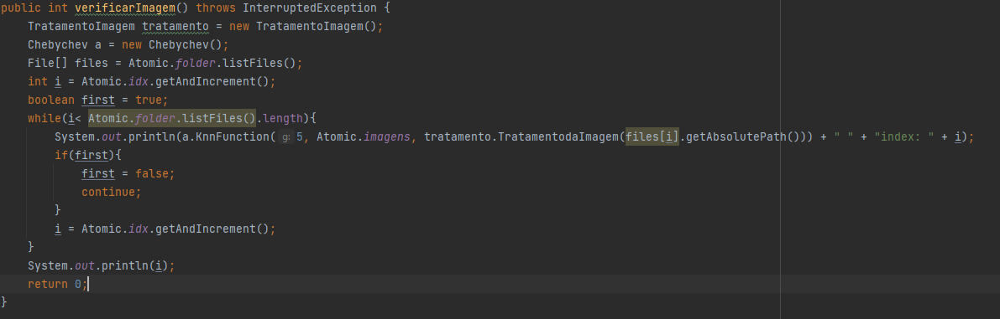 public int verificarImagem() throws InterruptedException {
    TratamentoImagem tratamento = new TratamentoImagem();
    Chebychev a = new Chebychev();
    File[] files = Atomic.folder.listFiles();
    int i = Atomic.idx.getAndIncrement();
    boolean first = true;
    while(i< Atomic.folder.listFiles().length){
        System.out.println(a.KnnFunction( g: 5, Atomic.imagens, tratamento.TratamentodaImagem(files[i].getAbsolutePath())) + " " + "index: " + i);
        if(first){
            first = false;
            continue;
        }
        i = Atomic.idx.getAndIncrement();
    }
    System.out.println(i);
    return 0;
}